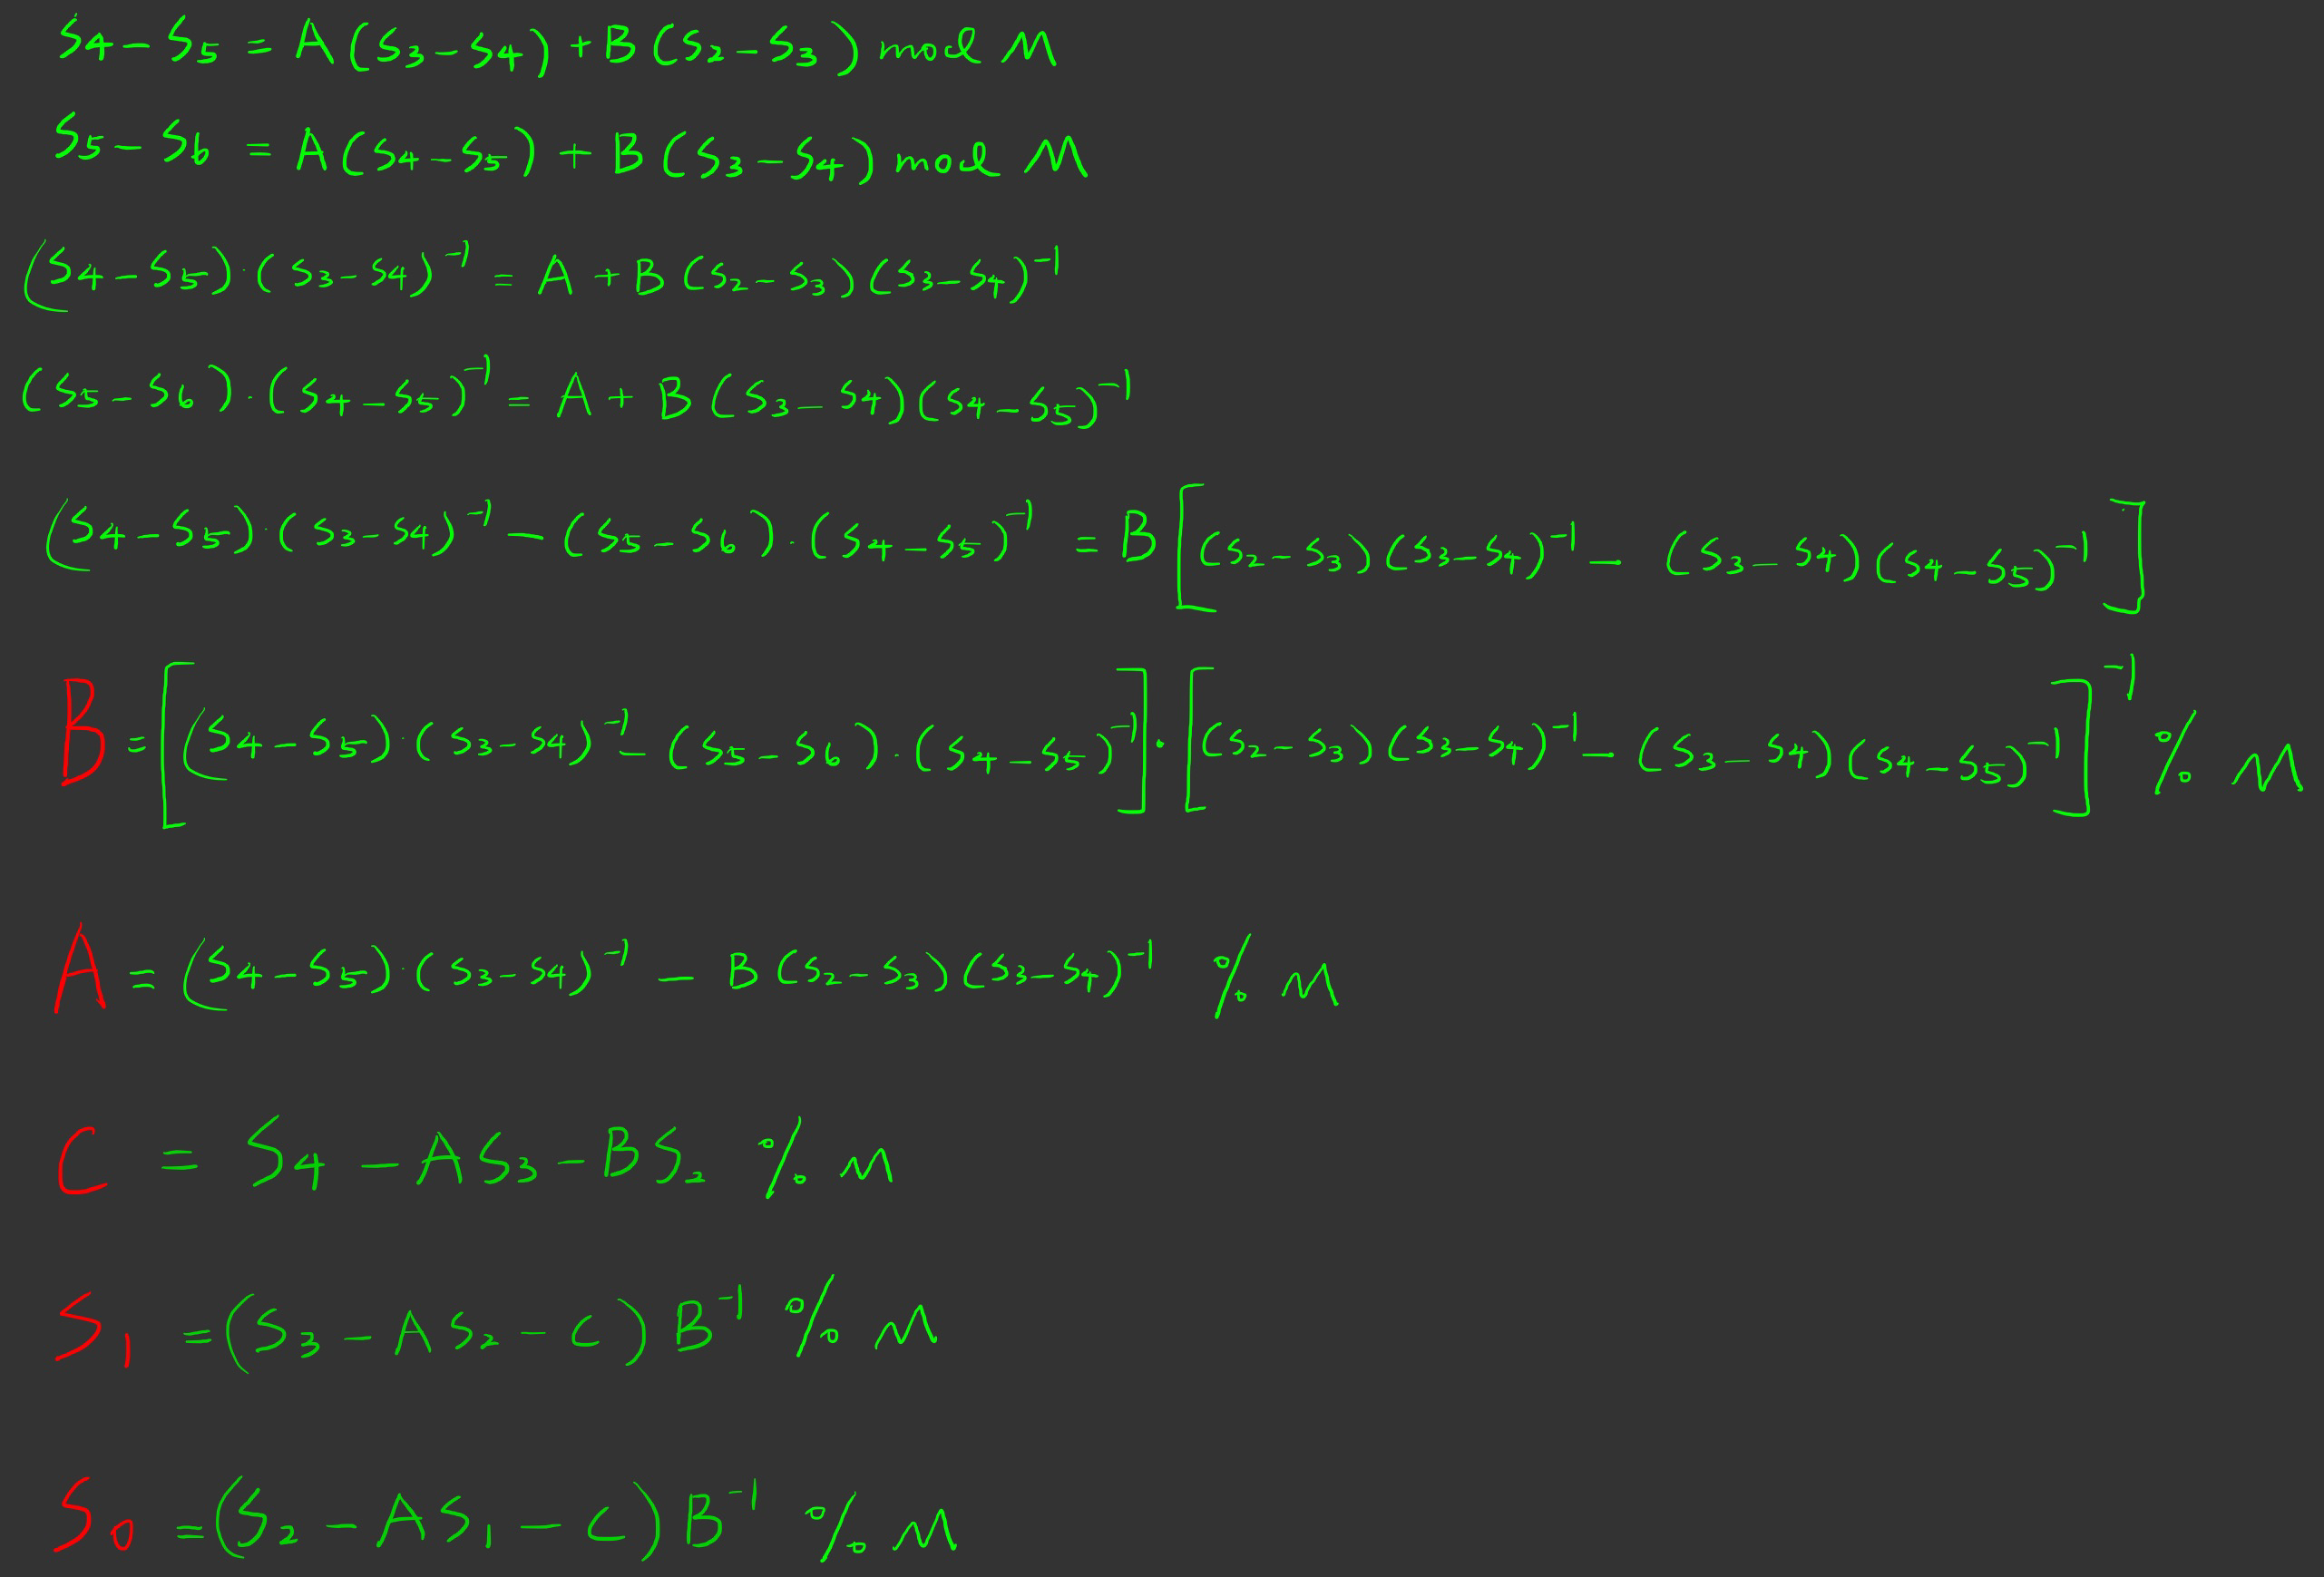 S₄ - S₅ = A(S₃ - S₄) + B(S₂ - S₃) mod M
S₅ - S₆ = A(S₄ - S₅) + B(S₃ - S₄) mod M
(S₄ - S₅)·(S₃ - S₄)⁻¹ = A + B(S₂ - S₃)(S₃ - S₄)⁻¹
(S₅ - S₆)·(S₄ - S₅)⁻¹ = A + B(S₃ - S₄)(S₄ - S₅)⁻¹
(S₄ - S₅)·(S₃ - S₄)⁻¹ - (S₅ - S₆)·(S₄ - S₅)⁻¹ = B[(S₂ - S₃)(S₃ - S₄)⁻¹ - (S₃ - S₄)(S₄ - S₅)⁻¹]
B = [(S₄ - S₅)·(S₃ - S₄)⁻¹ - (S₅ - S₆)·(S₄ - S₅)⁻¹]·[(S₂ - S₃)(S₃ - S₄)⁻¹ - (S₃ - S₄)(S₄ - S₅)⁻¹]⁻¹ % M
A = (S₄ - S₅)·(S₃ - S₄)⁻¹ - B(S₂ - S₃)(S₃ - S₄)⁻¹ % M
C = S₄ - AS₃ - BS₂ % M
S₁ = (S₃ - AS₂ - C)B⁻¹ % M
S₀ = (S₂ - AS₁ - C)B⁻¹ % M